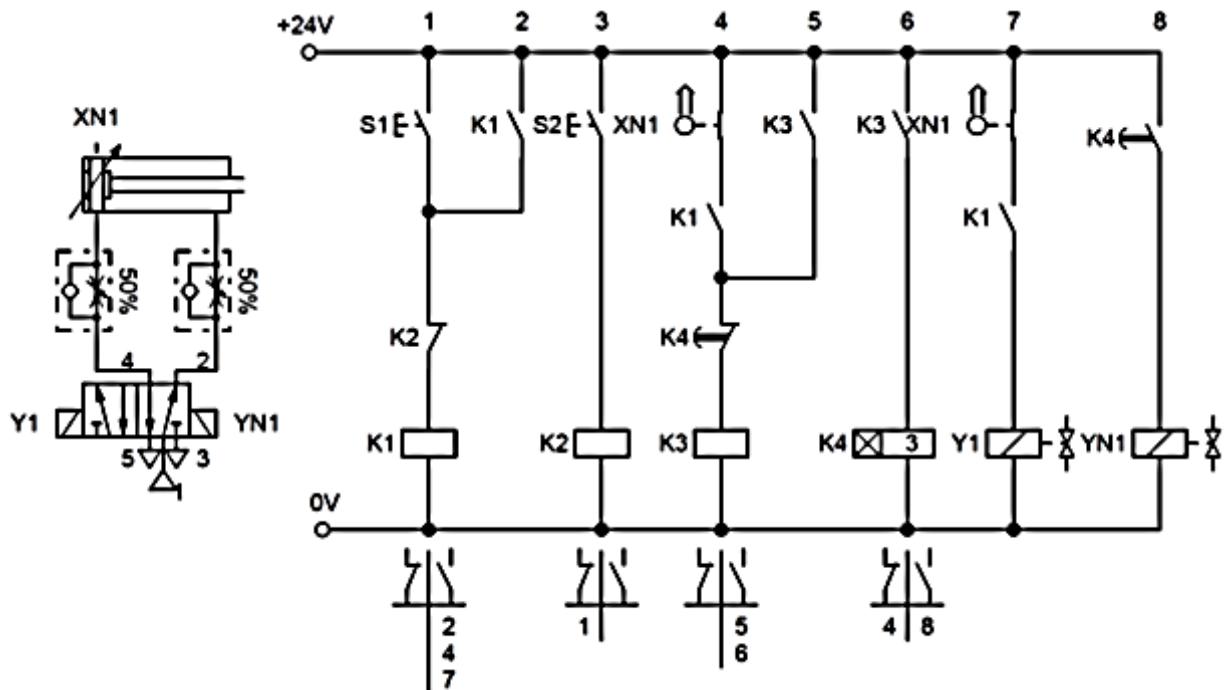 1 2 3 4 5 6 7 8
+24V
XN1
S1 K1 S2 XN1 K3 K3 XN1 K4
K1 K1
50% 50%
K2 K4
4 2
Y1 YN1 K1 K2 K3 K4 3 Y1 YN1
5 3
0V
2 1 5 4 8
4 6
7